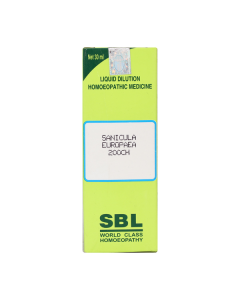 Net 30 ml
LIQUID DILUTION
HOMOEOPATHIC MEDICINE
SANICULA
EUROPAEA
200CH
SBL
WORLD CLASS
HOMOEOPATHY